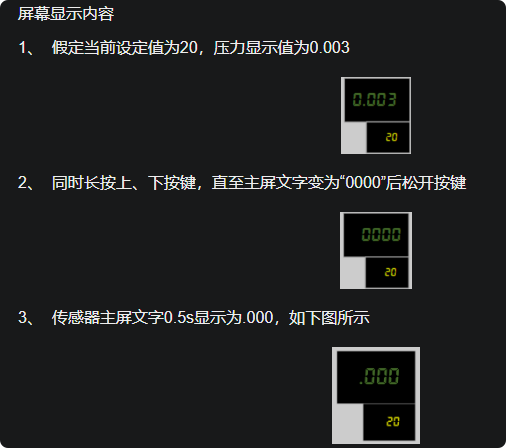 屏幕显示内容
1、 假定当前设定值为20，压力显示值为0.003
0.003
20
2、 同时长按上、下按键，直至主屏文字变为“0000”后松开按键
0000
20
3、 传感器主屏文字0.5s显示为.000，如下图所示
.000
20